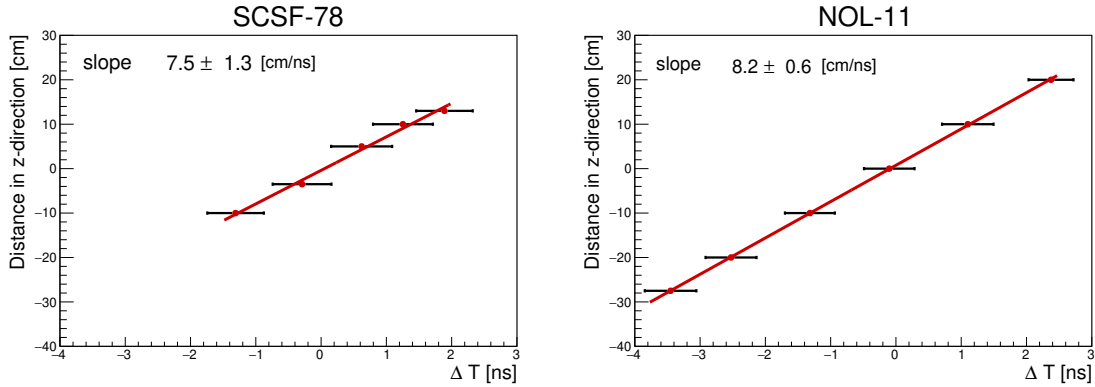 SCSF-78
Distance in z-direction [cm]
slope 7.5 ± 1.3 [cm/ns]
30
20
10
0
−10
−20
−30
−40
−4 −3 −2 −1 0 1 2 3
Δ T [ns]
NOL-11
Distance in z-direction [cm]
slope 8.2 ± 0.6 [cm/ns]
30
20
10
0
−10
−20
−30
−40
−4 −3 −2 −1 0 1 2 3
Δ T [ns]